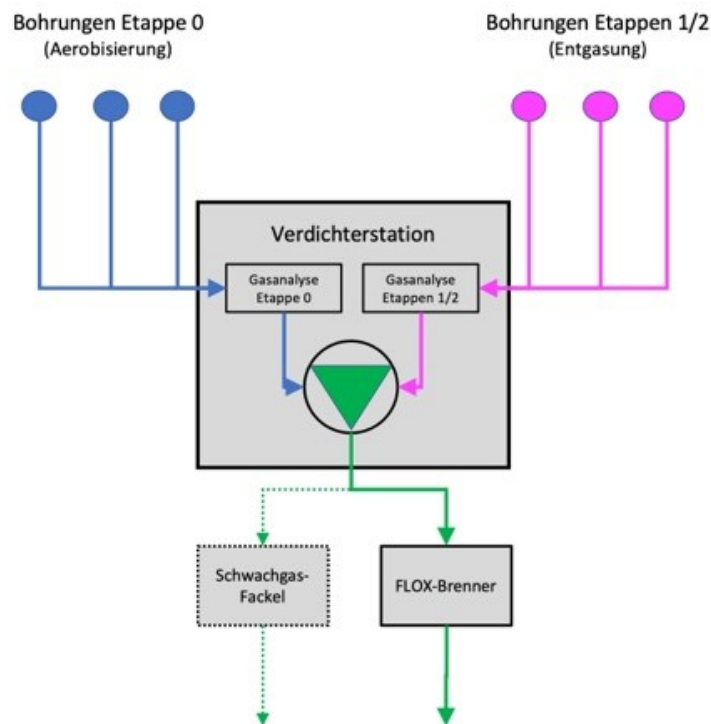 Bohrungen Etappe 0
(Aerobisierung)
Bohrungen Etappen 1/2
(Entgasung)
Verdichterstation
Gasanalyse
Etappe 0
Gasanalyse
Etappen 1/2
Schwachgas-
Fackel
FLOX-Brenner